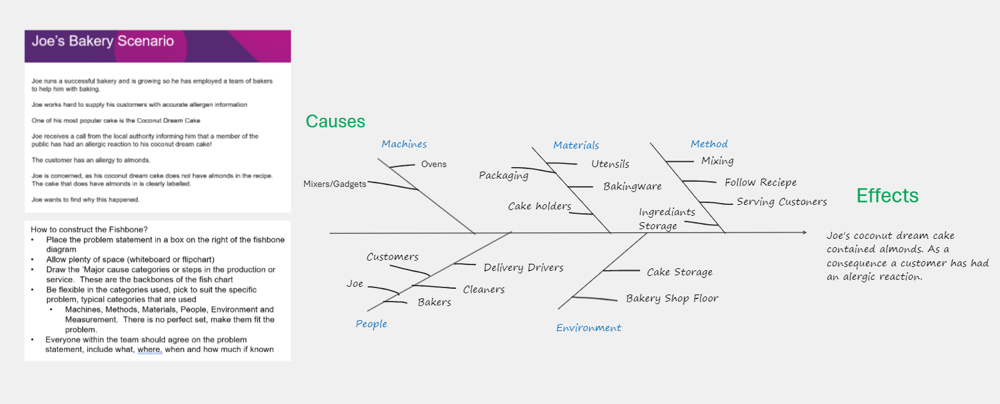 Joe's Bakery Scenario
Joe runs a successful bakery and is growing so he has employed a team of bakers
to help him with baking.
Joe works hard to supply his customers with accurate allergen information
One of his most popular cake is the Coconut Dream Cake
Joe receives a call from the local authority informing him that a member of the
public has had an allergic reaction to his coconut dream cake!
The customer has an allergy to almonds.
Joe is concerned, as his coconut dream cake does not have almonds in the recipe.
The cake that does have almonds in is clearly labelled.
Joe wants to find why this happened.
How to construct the Fishbone?
• Place the problem statement in a box on the right of the fishbone
diagram
• Allow plenty of space (whiteboard or flipchart)
• Draw the ‘Major cause categories or steps in the production or
service. These are the backbones of the fish chart
• Be flexible in the categories used, pick to suit the specific
problem, typical categories that are used
• Machines, Methods, Materials, People, Environment and
Measurement. There is no perfect set, make them fit the
problem.
• Everyone within the team should agree on the problem
statement, include what, where, when and how much if known
Causes
Machines
Ovens
Mixers/Gadgets
Materials
Utensils
Packaging
Bakingware
Cake holders
Method
Mixing
Follow Reciepe
Serving Custoners
Ingrediants
Storage
Customers
Delivery Drivers
Joe
Cleaners
Bakers
People
Cake Storage
Bakery Shop Floor
Environment
Effects
Joe's coconut dream cake
contained almonds. As a
consequence a customer has had
an alergic reaction.